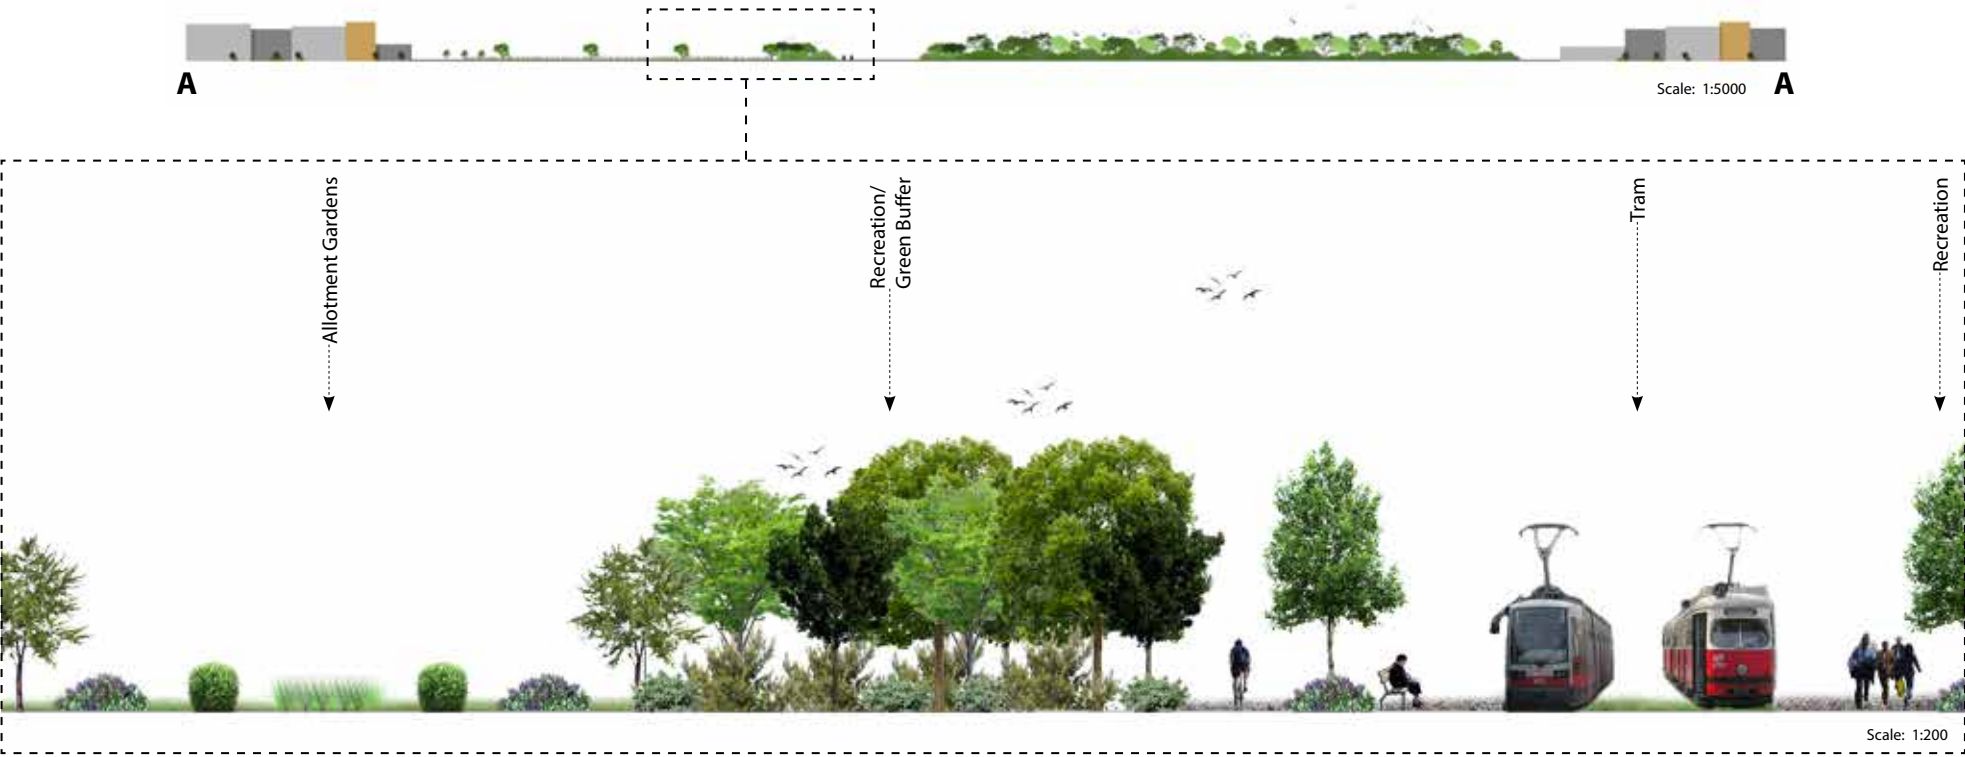 A
Scale: 1:5000
A
Allotment Gardens
Recreation/
Green Buffer
Tram
Recreation
Scale: 1:200